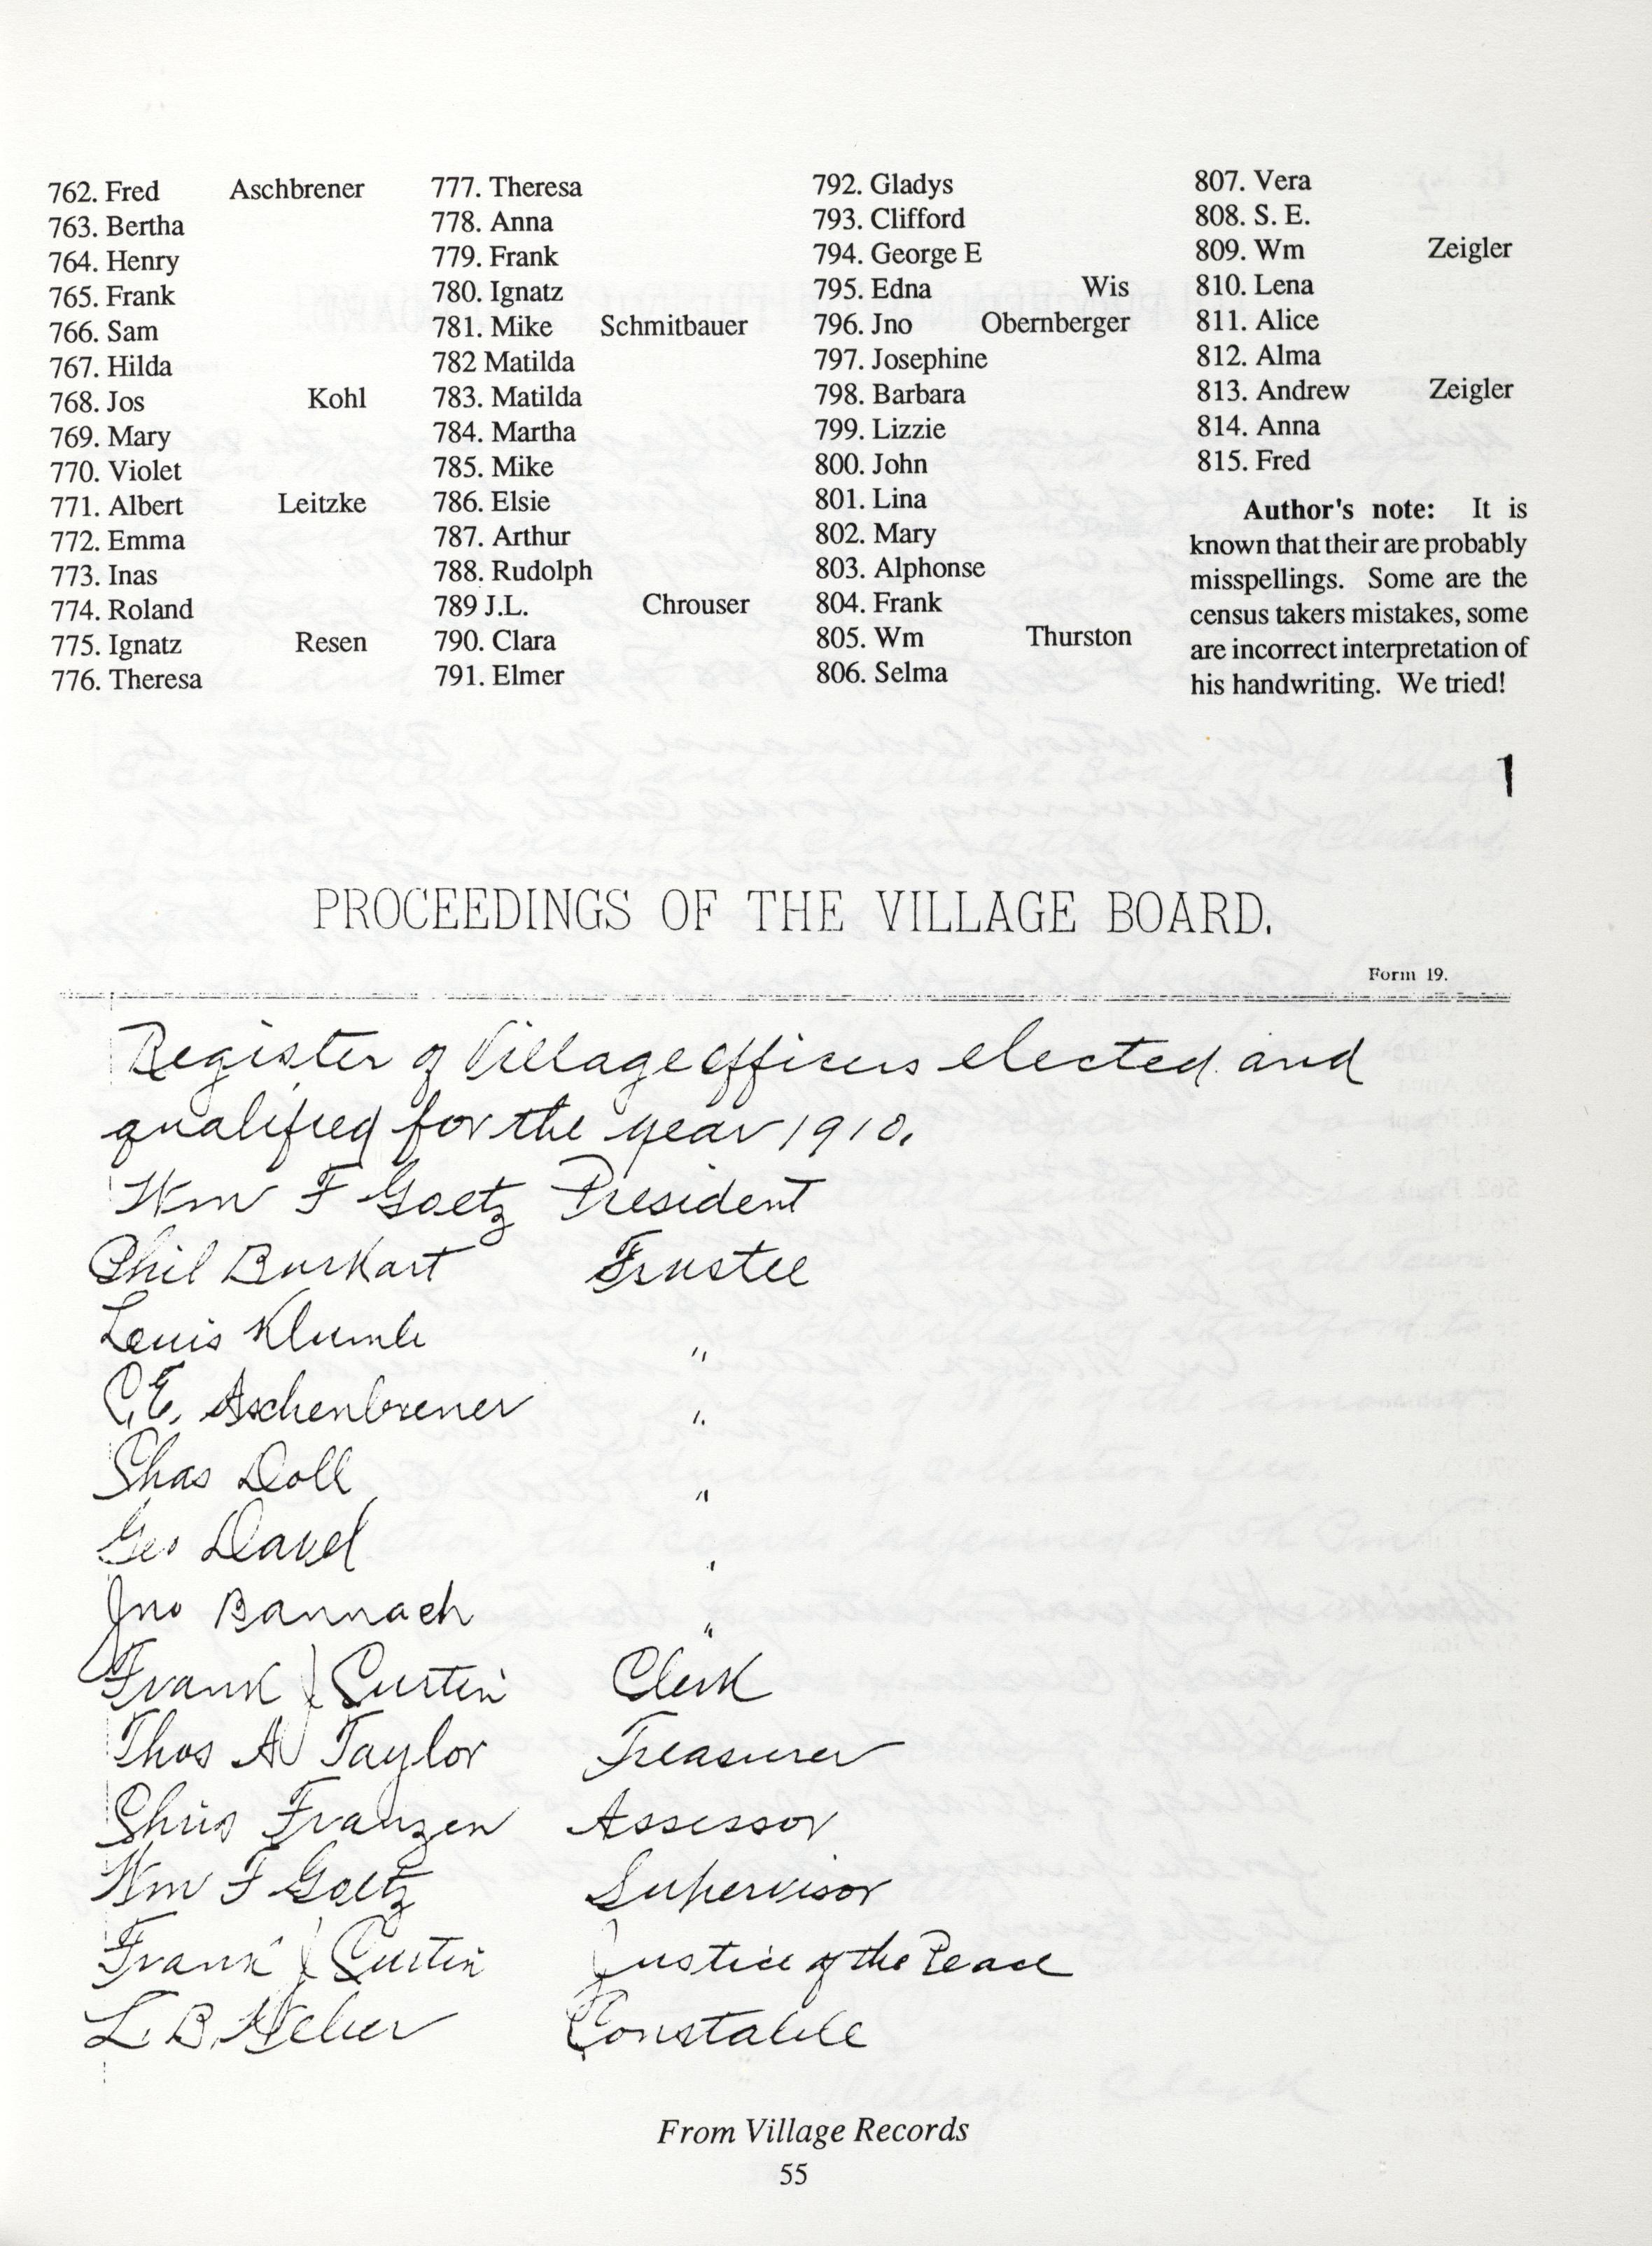 762. Fred Aschbrener
763. Bertha
764. Henry
765. Frank
766. Sam
767. Hilda
768. Jos Kohl
769. Mary
770. Violet
771. Albert Leitzke
772. Emma
773. Inas
774. Roland
775. Ignatz Resen
776. Theresa
777. Theresa
778. Anna
779. Frank
780. Ignatz
781. Mike Schmitbauer
782 Matilda
783. Matilda
784. Martha
785. Mike
786. Elsie
787. Arthur
788. Rudolph
789 J.L. Chrouser
790. Clara
791. Elmer
792. Gladys
793. Clifford
794. George E
795. Edna Wis
796. Jno Obernberger
797. Josephine
798. Barbara
799. Lizzie
800. John
801. Lina
802. Mary
803. Alphonse
804. Frank
805. Wm Thurston
806. Selma
807. Vera
808. S. E.
809. Wm Zeigler
810. Lena
811. Alice
812. Alma
813. Andrew Zeigler
814. Anna
815. Fred
Author's note: It is
known that their are probably
misspellings. Some are the
census takers mistakes, some
are incorrect interpretation of
his handwriting. We tried!
1
PROCEEDINGS OF THE VILLAGE BOARD.
Form 19.
Register of Village officers elected and
qualified for the year 1910.
Wm F Goetz President
Phil Burkart Trustee
Louis Klumb "
C.E. Aschenbrener "
Chas Doll "
Geo David "
Jno Bannach "
Frank J Curtin Clerk
Thos A Taylor Treasurer
Chris Franzen Assessor
Wm F Goetz Supervisor
Frank J Curtin Justice of the Peace
L. B. Constable
From Village Records
55